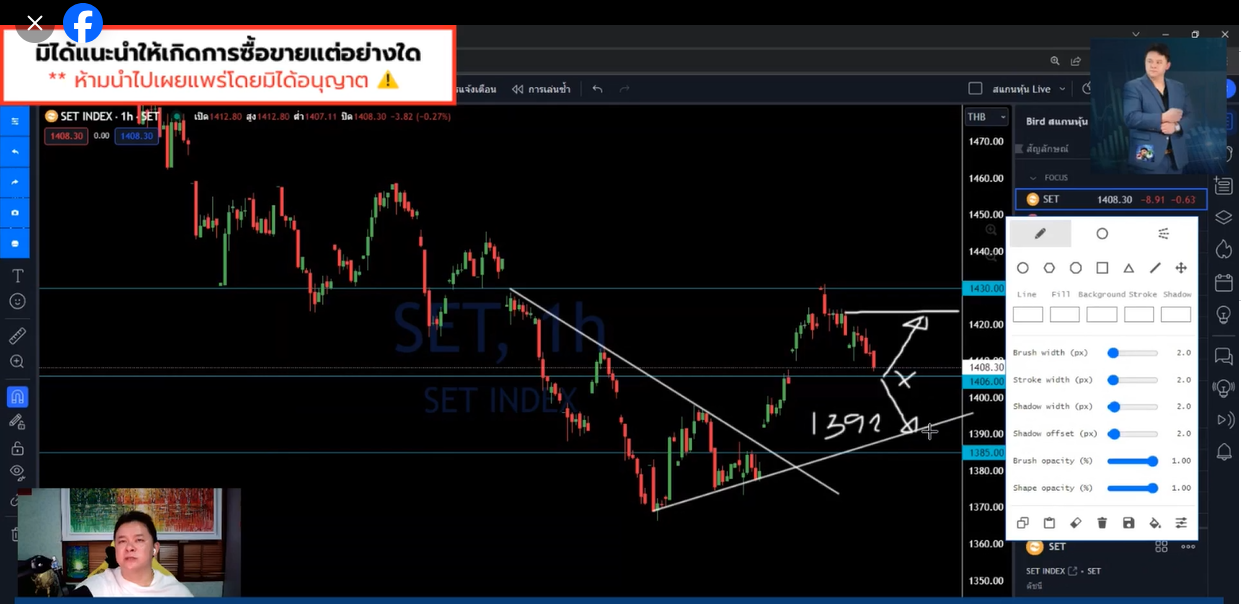 มิได้แนะนำให้เกิดการซื้อขายแต่อย่างใด
** ห้ามนำไปเผยแพร่โดยมิได้อนุญาต ⚠
การเล่นซ้ำ
สแกนหุ้น Live
SET INDEX · 1h · SET
เปิด1412.80 สูง1412.80 ต่ำ1407.11 ปิด1408.30 -3.82 (-0.27%)
1408.30 0.00 1408.30
THB
Bird สแกนหุ้น
สัญลักษณ์
FOCUS
SET 1408.30 -8.91 -0.63
SET, 1h
SET INDEX
1470.00
1460.00
1450.00
1440.00
1430.00
1420.00
1408.30
1406.00
1400.00
1390.00
1385.00
1380.00
1370.00
1360.00
1350.00
X
Line Fill Background Stroke Shadow
Brush width (px) 2.0
Stroke width (px) 2.0
Shadow width (px) 2.0
Shadow offset (px) 2.0
Brush opacity (%) 1.00
Shape opacity (%) 1.00
SET
SET INDEX • SET
ดัชนี